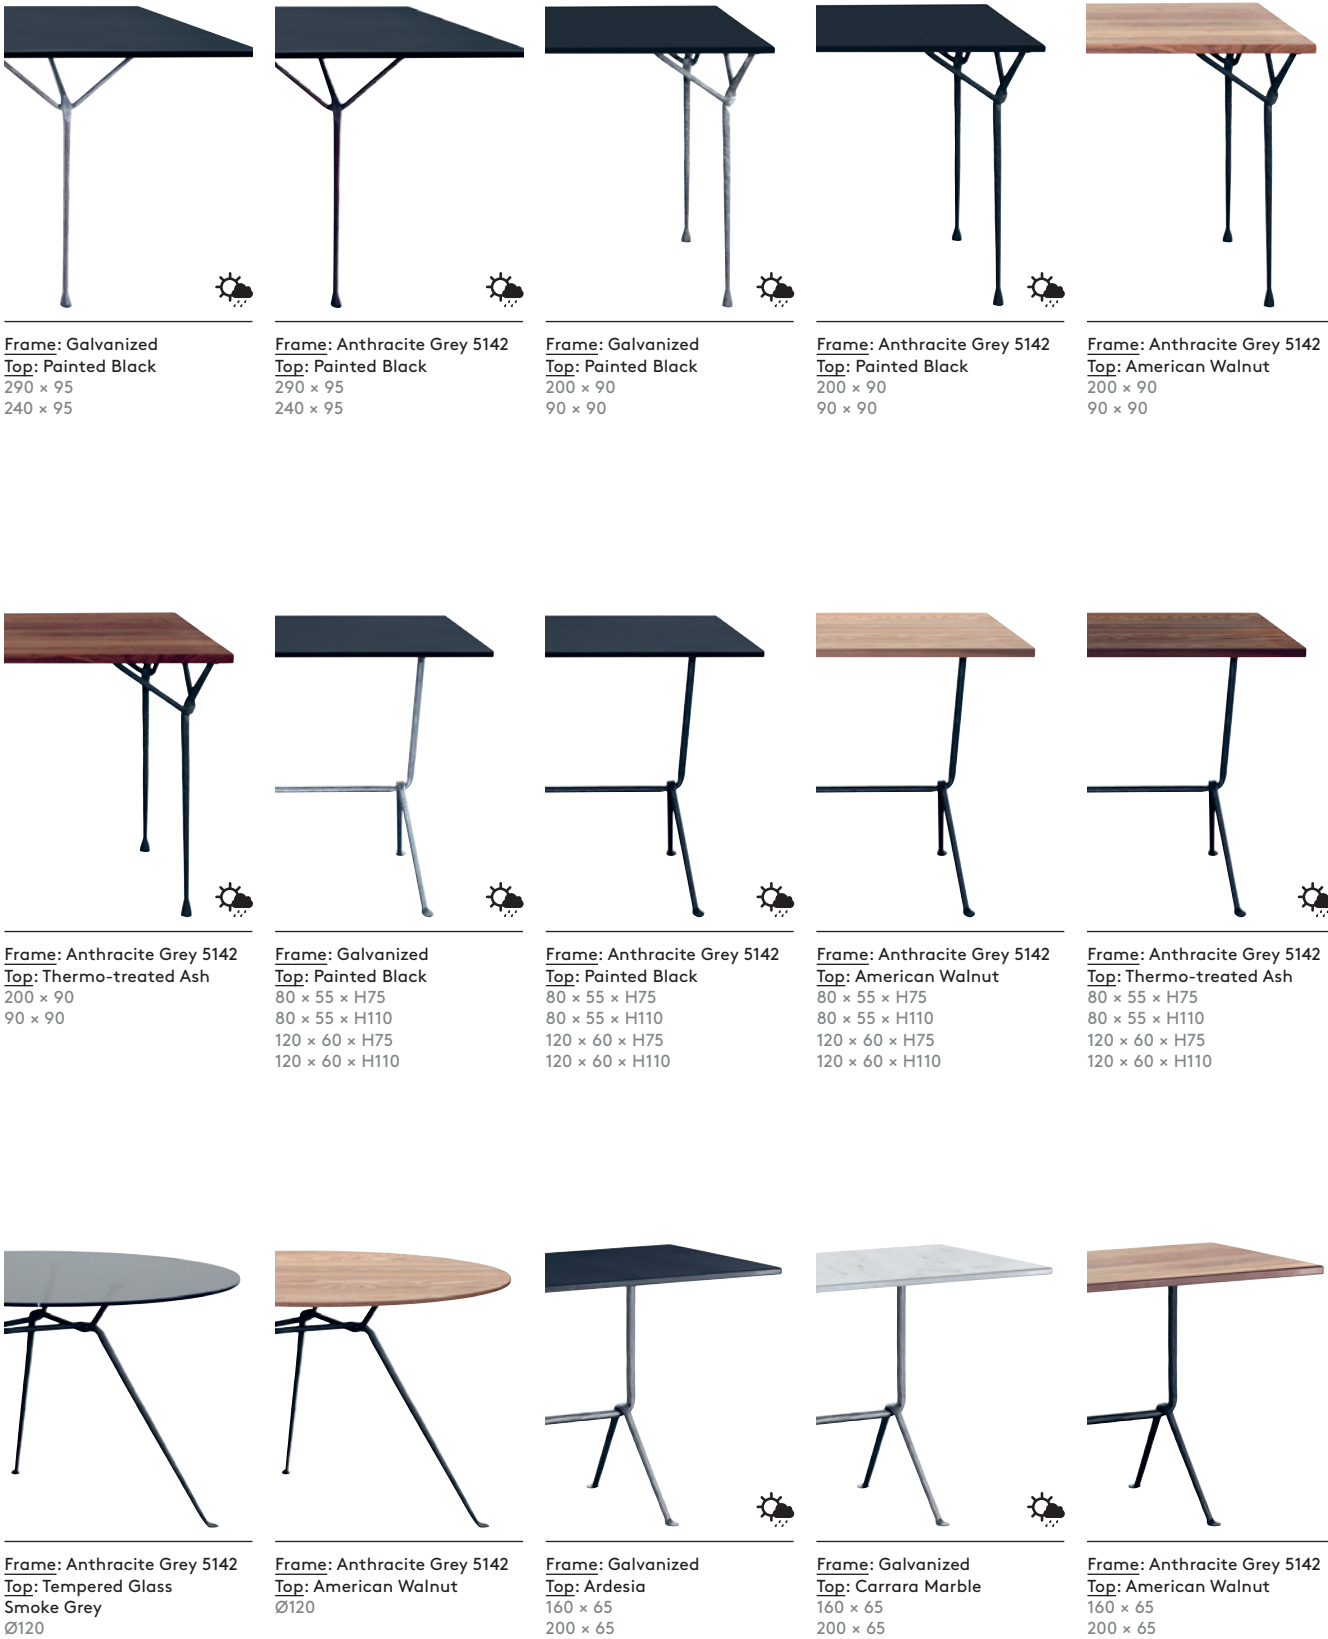 Frame: Galvanized
Top: Painted Black
290 × 95
240 × 95
Frame: Anthracite Grey 5142
Top: Painted Black
290 × 95
240 × 95
Frame: Galvanized
Top: Painted Black
200 × 90
90 × 90
Frame: Anthracite Grey 5142
Top: Painted Black
200 × 90
90 × 90
Frame: Anthracite Grey 5142
Top: American Walnut
200 × 90
90 × 90
Frame: Anthracite Grey 5142
Top: Thermo-treated Ash
200 × 90
90 × 90
Frame: Galvanized
Top: Painted Black
80 × 55 × H75
80 × 55 × H110
120 × 60 × H75
120 × 60 × H110
Frame: Anthracite Grey 5142
Top: Painted Black
80 × 55 × H75
80 × 55 × H110
120 × 60 × H75
120 × 60 × H110
Frame: Anthracite Grey 5142
Top: American Walnut
80 × 55 × H75
80 × 55 × H110
120 × 60 × H75
120 × 60 × H110
Frame: Anthracite Grey 5142
Top: Thermo-treated Ash
80 × 55 × H75
80 × 55 × H110
120 × 60 × H75
120 × 60 × H110
Frame: Anthracite Grey 5142
Top: Tempered Glass
Smoke Grey
Ø120
Frame: Anthracite Grey 5142
Top: American Walnut
Ø120
Frame: Galvanized
Top: Ardesia
160 × 65
200 × 65
Frame: Galvanized
Top: Carrara Marble
160 × 65
200 × 65
Frame: Anthracite Grey 5142
Top: American Walnut
160 × 65
200 × 65